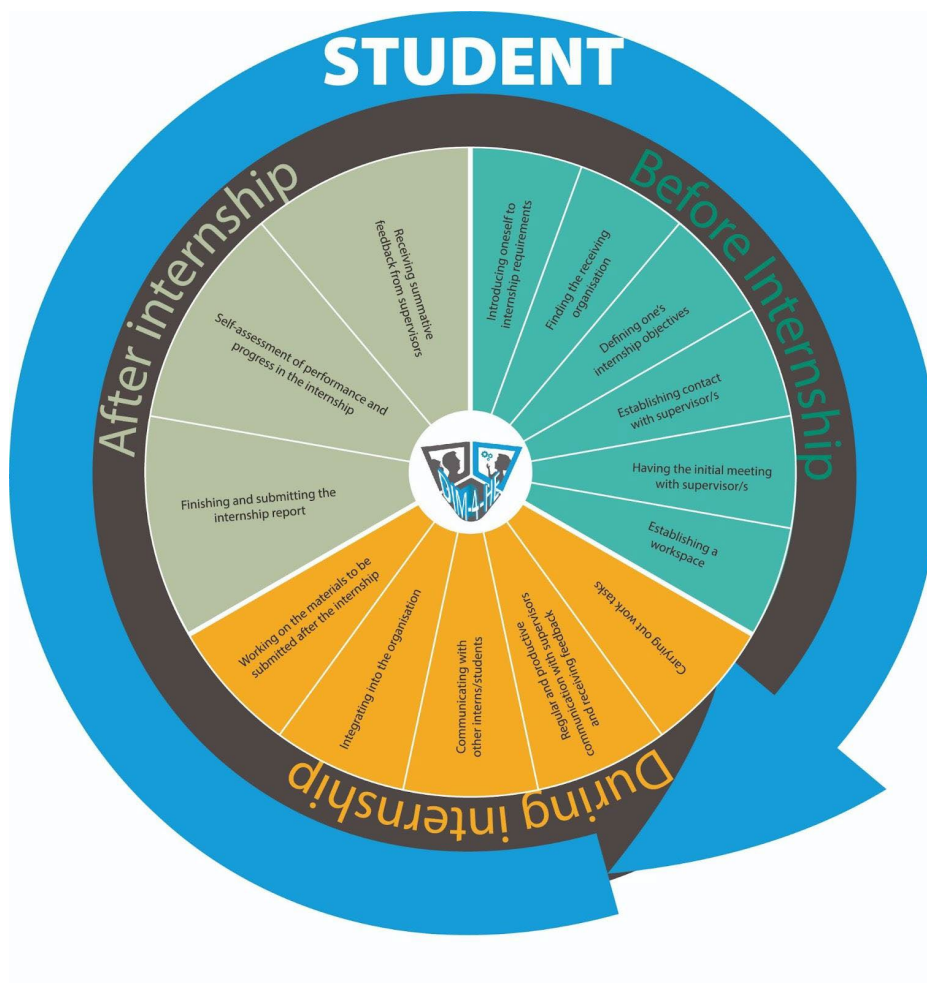 STUDENT
Before Internship
Introducing oneself to
internship requirements
Finding the receiving
organisation
Defining one's
internship objectives
Establishing contact
with supervisor/s
Having the initial meeting
with supervisor/s
Establishing a
workspace
During internship
Carrying out work tasks
Regular and productive
communication with supervisors
and receiving feedback
Communicating with
other interns/students
Integrating into the organisation
Working on the materials to be
submitted after the internship
After internship
Finishing and submitting the
internship report
Self-assessment of performance and
progress in the internship
Receiving summative
feedback from supervisors
DIM-4-HE